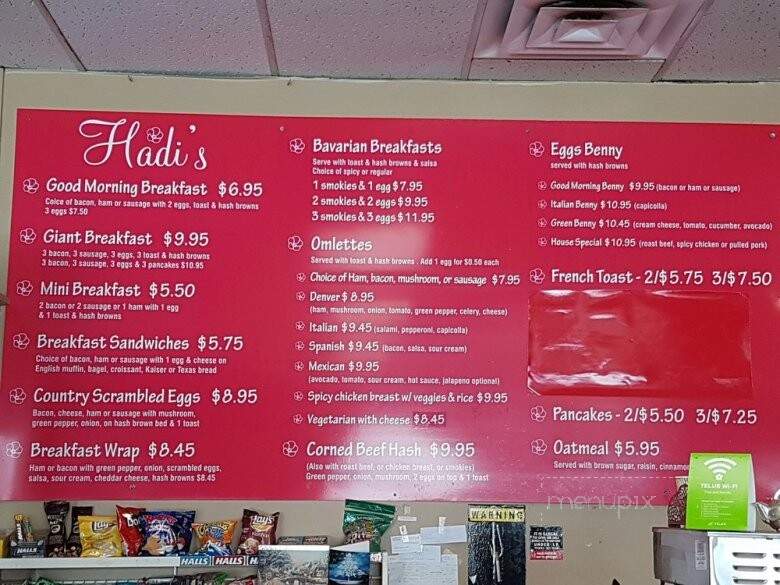 Hadi's
Good Morning Breakfast $6.95
Coice of bacon, ham or sausage with 2 eggs, toast & hash browns
3 eggs $7.50
Giant Breakfast $9.95
3 bacon, 3 sausage, 3 eggs, 3 toast & hash browns
3 bacon, 3 sausage, 3 eggs & 3 pancakes $10.95
Mini Breakfast $5.50
2 bacon or 2 sausage or 1 ham with 1 egg
& 1 toast & hash browns
Breakfast Sandwiches $5.75
Choice of bacon, ham or sausage with 1 egg & cheese on
English muffin, bagel, croissant, Kaiser or Texas bread
Country Scrambled Eggs $8.95
Bacon, cheese, ham or sausage with mushroom,
green pepper, onion, on hash brown bed & 1 toast
Breakfast Wrap $8.45
Ham or bacon with green pepper, onion, scrambled eggs,
salsa, sour cream, cheddar cheese, hash browns $8.45
Bavarian Breakfasts
Serve with toast & hash browns & salsa
Choice of spicy or regular
1 smokies & 1 egg $7.95
2 smokies & 2 eggs $9.95
3 smokies & 3 eggs $11.95
Omlettes
Served with toast & hash browns . Add 1 egg for $0.50 each
Choice of Ham, bacon, mushroom, or sausage $7.95
Denver $ 8.95
(ham, mushroom, onion, tomato, green pepper, celery, cheese)
Italian $9.45 (salami, pepperoni, capicolla)
Spanish $9.45 (bacon, salsa, sour cream)
Mexican $9.95
(avocado, tomato, sour cream, hot sauce, jalapeno optional)
Spicy chicken breast w/ veggies & rice $9.95
Vegetarian with cheese $8.45
Corned Beef Hash $9.95
(Also with roast beef, or chicken breast, or smokies)
Green pepper, onion, mushroom, 2 eggs on top & 1 toast
Eggs Benny
served with hash browns
Good Morning Benny $9.95 (bacon or ham or sausage)
Italian Benny $10.95 (capicolla)
Green Benny $10.45 (cream cheese, tomato, cucumber, avocado)
House Special $10.95 (roast beef, spicy chicken or pulled pork)
French Toast - 2/$5.75 3/$7.50
Pancakes - 2/$5.50 3/$7.25
Oatmeal $5.95
Served with brown sugar, raisin, cinnamon
menupix
TELUS Wi-Fi
TELUS
WARNING
Lay's
Lay's
HALLS
HALLS HALLS